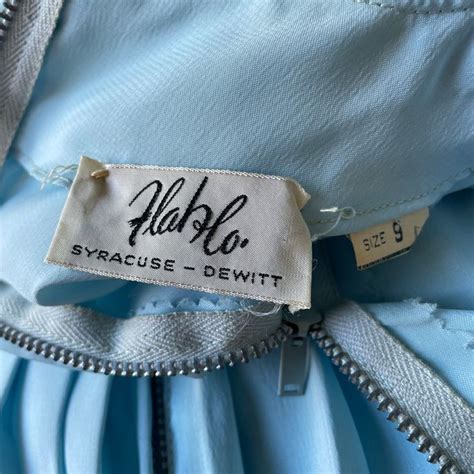 Flah & Co.
SYRACUSE – DEWITT
SIZE 9